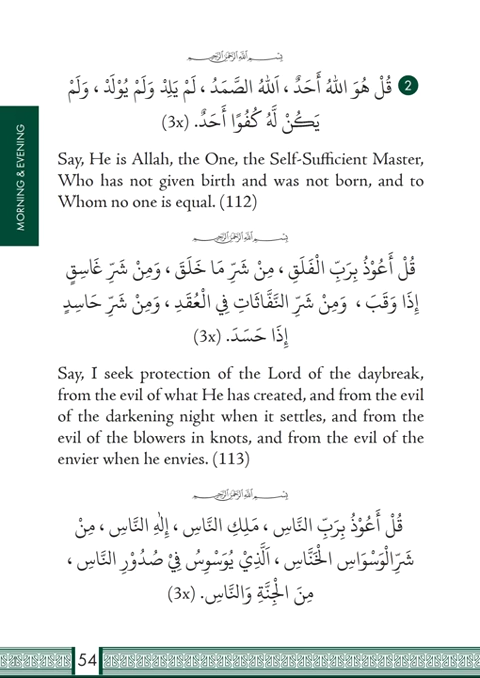 MORNING & EVENING
بِسْمِ اللهِ الرَّحْمٰنِ الرَّحِيْمِ
2 قُلْ هُوَ اللهُ أَحَدٌ ، اَللهُ الصَّمَدُ ، لَمْ يَلِدْ وَلَمْ يُوْلَدْ ، وَلَمْ
يَكُنْ لَّهُ كُفُوًا أَحَدٌ. (3x)
Say, He is Allah, the One, the Self-Sufficient Master,
Who has not given birth and was not born, and to
Whom no one is equal. (112)
بِسْمِ اللهِ الرَّحْمٰنِ الرَّحِيْمِ
قُلْ أَعُوْذُ بِرَبِّ الْفَلَقِ ، مِنْ شَرِّ مَا خَلَقَ ، وَمِنْ شَرِّ غَاسِقٍ
إِذَا وَقَبَ ، وَمِنْ شَرِّ النَّفَّاثَاتِ فِي الْعُقَدِ ، وَمِنْ شَرِّ حَاسِدٍ
إِذَا حَسَدَ. (3x)
Say, I seek protection of the Lord of the daybreak,
from the evil of what He has created, and from the evil
of the darkening night when it settles, and from the
evil of the blowers in knots, and from the evil of the
envier when he envies. (113)
بِسْمِ اللهِ الرَّحْمٰنِ الرَّحِيْمِ
قُلْ أَعُوْذُ بِرَبِّ النَّاسِ ، مَلِكِ النَّاسِ ، إِلٰهِ النَّاسِ ، مِنْ
شَرِّالْوَسْوَاسِ الْخَنَّاسِ ، اَلَّذِيْ يُوَسْوِسُ فِيْ صُدُوْرِ النَّاسِ ،
مِنَ الْجِنَّةِ وَالنَّاسِ. (3x)
54